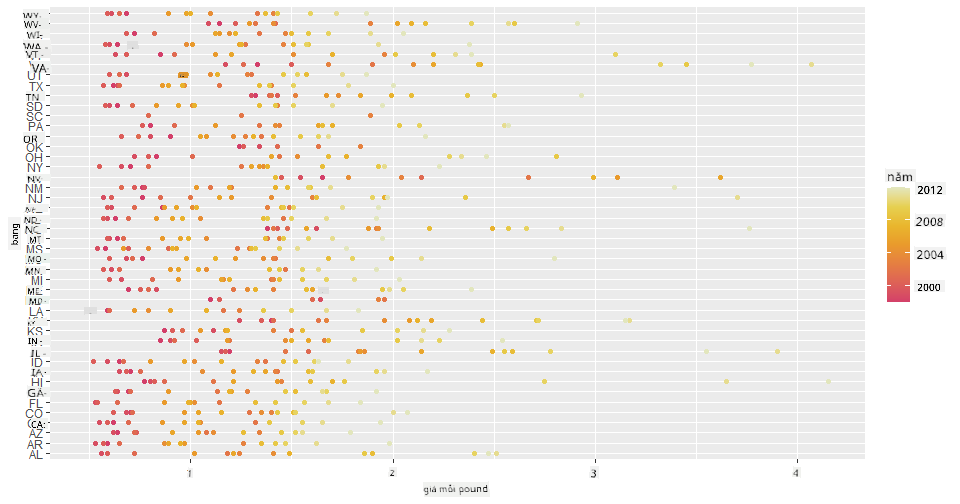 WY
WV
WI
WA
VT
VA
UT
TX
TN
SD
SC
PA
OR
OK
OH
NY
NV
NM
NJ
ND
NC
MT
MS
MO
MN
MI
ME
MD
LA
KS
IN
IL
ID
IA
HI
GA
FL
CO
CA
AZ
AR
AL
bang
1
2
3
4
giá mỗi pound
năm
2012
2008
2004
2000